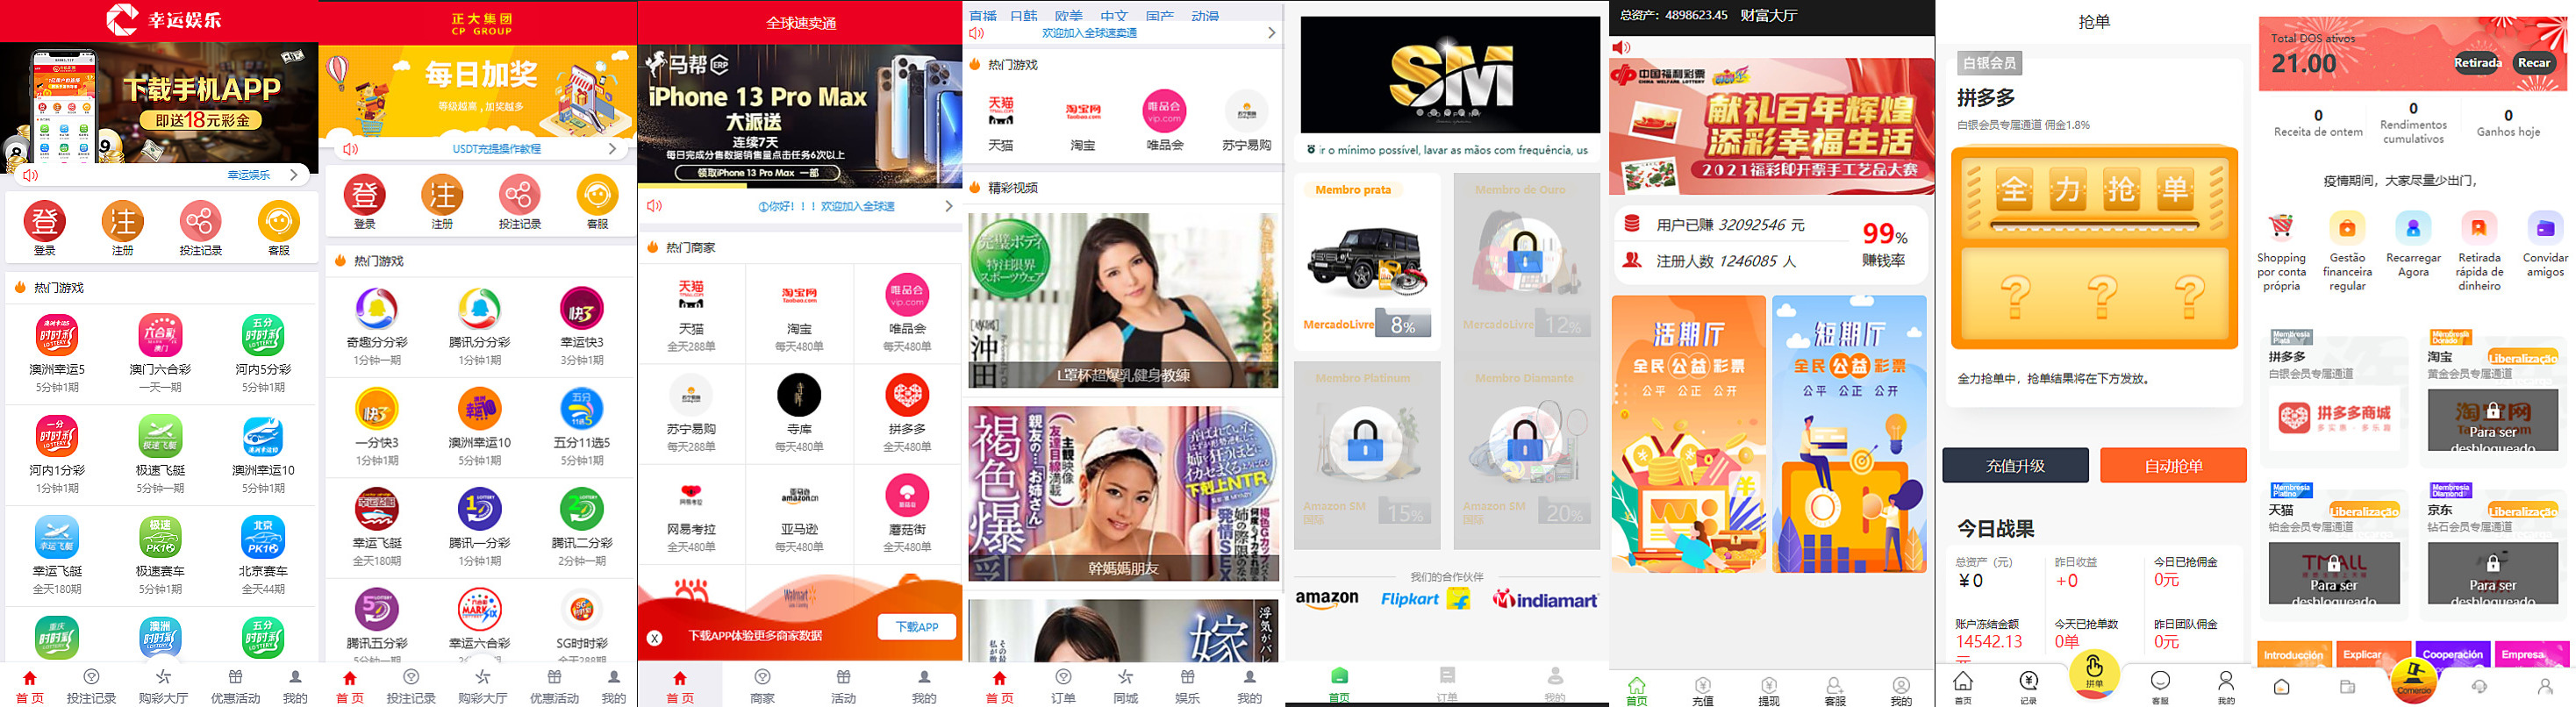 幸运娱乐
下载手机APP
即送18元彩金
幸运娱乐
登
注
登录
注册
投注记录
客服
热门游戏
澳洲幸运5
5分钟1期
澳门六合彩
一天一期
河内5分彩
5分钟1期
河内1分彩
1分钟1期
极速飞艇
5分钟一期
澳洲幸运10
5分钟1期
幸运飞艇
全天180期
极速赛车
5分钟1期
北京赛车
全天44期
首页
投注记录
购彩大厅
优惠活动
我的
正大集团
CP GROUP
每日加奖
等级越高,加奖越多
USDT充提操作教程
登
注
登录
注册
投注记录
客服
热门游戏
奇趣分分彩
1分钟一期
腾讯分分彩
1分钟1期
幸运快3
3分钟1期
一分快3
1分钟1期
澳洲幸运10
5分钟1期
五分11选5
5分钟1期
幸运飞艇
全天180期
腾讯一分彩
1分钟1期
腾讯二分彩
2分钟一期
腾讯五分彩
5分钟一期
幸运六合彩
SG时时彩
全天288期
首页
投注记录
购彩大厅
优惠活动
我的
全球速卖通
马帮ERP
iPhone 13 Pro Max
大派送
连续7天
每日完成分售数据销售量点击任务6次以上
领取iPhone 13 Pro Max 一部
①你好!!! 欢迎加入全球速
热门商家
天猫
全天288单
淘宝
每天480单
唯品会
每天480单
苏宁易购
每天288单
寺库
每天480单
拼多多
全天480单
网易考拉
全天480单
亚马逊
每天480单
蘑菇街
全天480单
下载APP体验更多商家数据
下载APP
首页
商家
活动
我的
直播 日韩 欧美 中文 国产 动漫
欢迎加入全球速卖通
热门游戏
天猫
淘宝
唯品会
苏宁易购
精彩视频
L罩杯超爆乳健身教練
幹媽媽朋友
首页
订单
同城
娱乐
我的
SM
ir o mínimo possível, lavar as mãos com frequência, us
Membro prata
MercadoLivre 8%
Membro de Ouro
MercadoLivre 12%
Membro Platinum
Amazon SM
国际
15%
Membro Diamante
Amazon SM
国际
20%
我们的合作伙伴
amazon
Flipkart
indiamart
首页
订单
我的
总资产: 4898623.45 财富大厅
中国福利彩票
CHINA WELFARE LOTTERY
献礼百年辉煌
添彩幸福生活
2021福彩即开票手工艺品大赛
用户已赚 32092546 元
注册人数 1246085 人
99%
赚钱率
活期厅
全民公益彩票
公平 公正 公开
短期厅
全民公益彩票
公平 公正 公开
首页
充值
提现
客服
我的
抢单
白银会员
拼多多
白银会员专属通道 佣金1.8%
全力抢单
全力抢单中,抢单结果将在下方发放。
充值升级
自动抢单
今日战果
总资产(元)
¥0
昨日收益
+0
今日已抢佣金
0元
账户冻结金额
14542.13
元
今天已抢单数
0单
昨日团队佣金
0元
首页
记录
拼单
客服
我的
Total DOS ativos
21.00
Retirada
Recar
0
Receita de ontem
0
Rendimentos
cumulativos
0
Ganhos hoje
疫情期间,大家尽量少出门,
Shopping
por conta
própria
Gestão
financeira
regular
Recarregar
Agora
Retirada
rápida de
dinheiro
Convidar
amigos
Membresía
Plata
拼多多
白银会员专属通道
拼多多商城
多实惠·多乐趣
Membresía
Dorado
淘宝
Liberalização
黄金会员专属通道
Para ser
desbloqueado
Membresía
Platino
天猫
Liberalização
铂金会员专属通道
Para ser
desbloqueado
Membresía
Diamond
京东
Liberalização
钻石会员专属通道
Para ser
desbloqueado
Introducción
Explicar
Cooperación
Empresa
Comercio